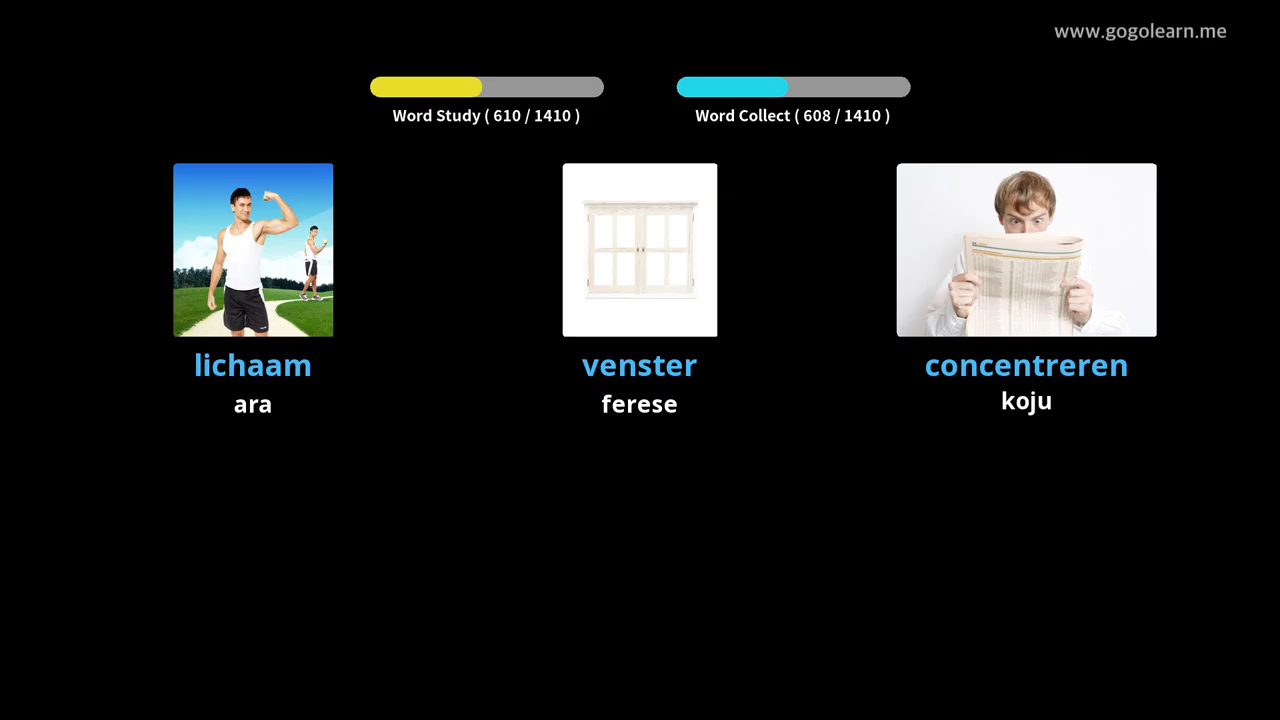 www.gogolearn.me
Word Study ( 610 / 1410 )
Word Collect ( 608 / 1410 )
lichaam
ara
venster
ferese
concentreren
koju